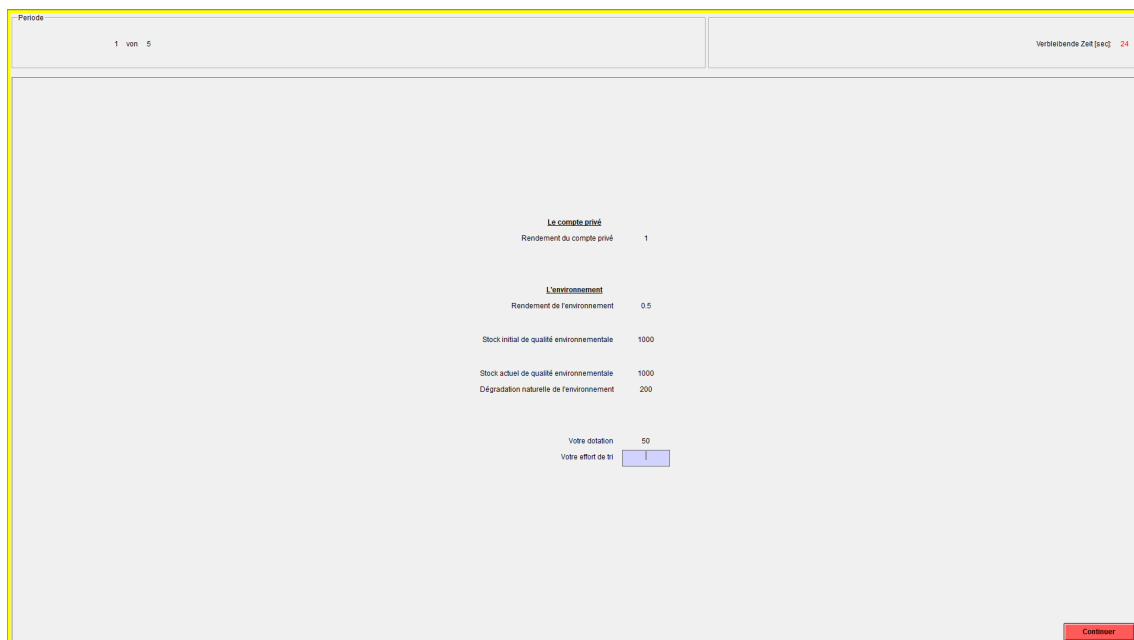 Periode
1 von 5
Verbleibende Zeit [sec]: 24
Le compte privé
Rendement du compte privé 1
L'environnement
Rendement de l'environnement 0.5
Stock initial de qualité environnementale 1000
Stock actuel de qualité environnementale 1000
Dégradation naturelle de l'environnement 200
Votre dotation 50
Votre effort de tri
Continuer